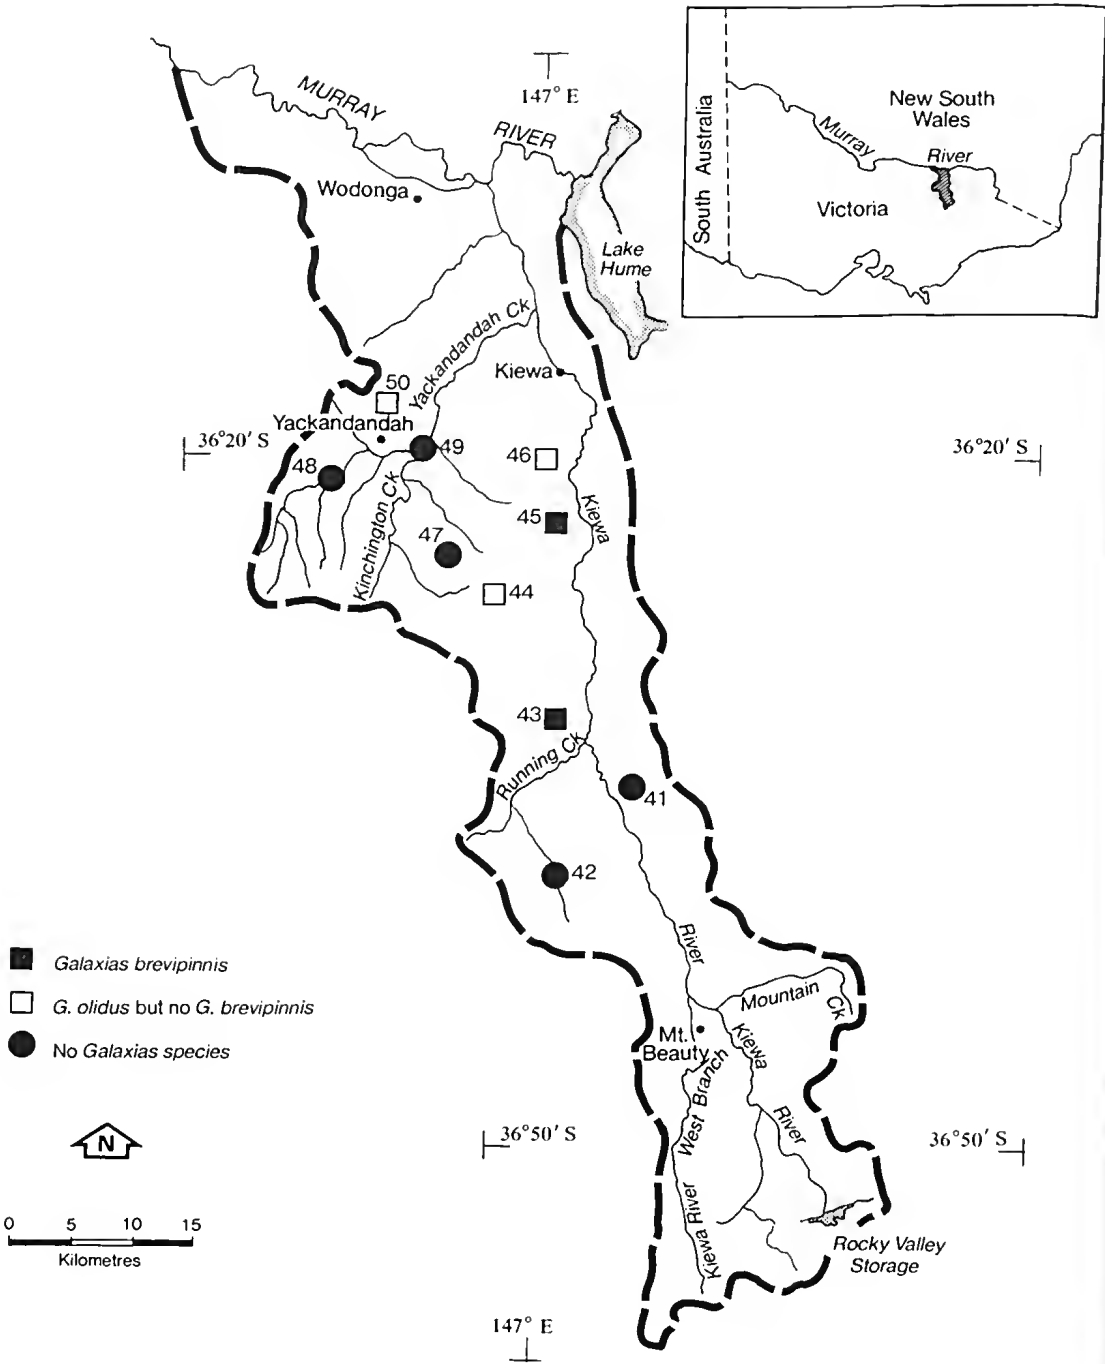 MURRAY
RIVER
147° E
Wodonga
Lake
Hume
South Australia
New South
Wales
Murray
River
Victoria
Yackandandah Ck
Kiewa
50
Yackandandah
36°20′ S
36°20′ S
49
48
46
45
Kiewa
Kinchington Ck
47
44
43
Running Ck
41
42
River
Galaxias brevipinnis
G. olidus but no G. brevipinnis
No Galaxias species
Mountain
Ck
Mt.
Beauty
Kiewa
River
West Branch
Kiewa River
N
36°50′ S
36°50′ S
0 5 10 15
Kilometres
Rocky Valley
Storage
147° E